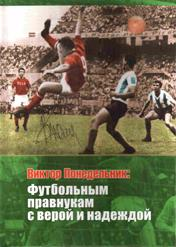 Виктор Понедельник:
Футбольным
правнукам
с верой и надеждой